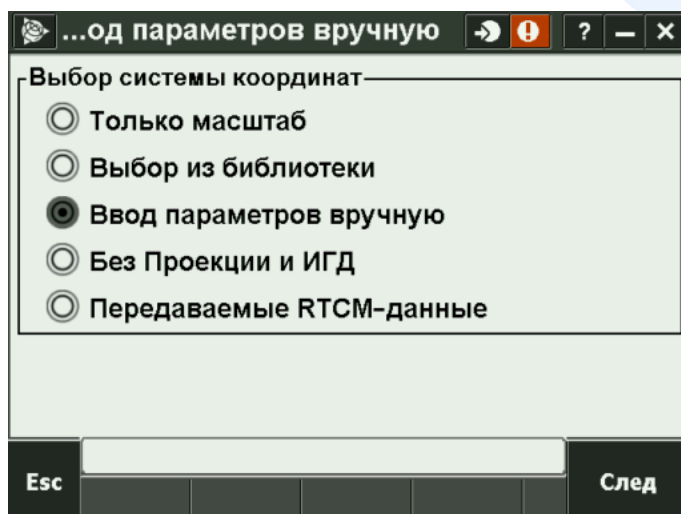 ...од параметров вручную ? – ×
Выбор системы координат
Только масштаб
Выбор из библиотеки
Ввод параметров вручную
Без Проекции и ИГД
Передаваемые RTCM-данные
Esc След